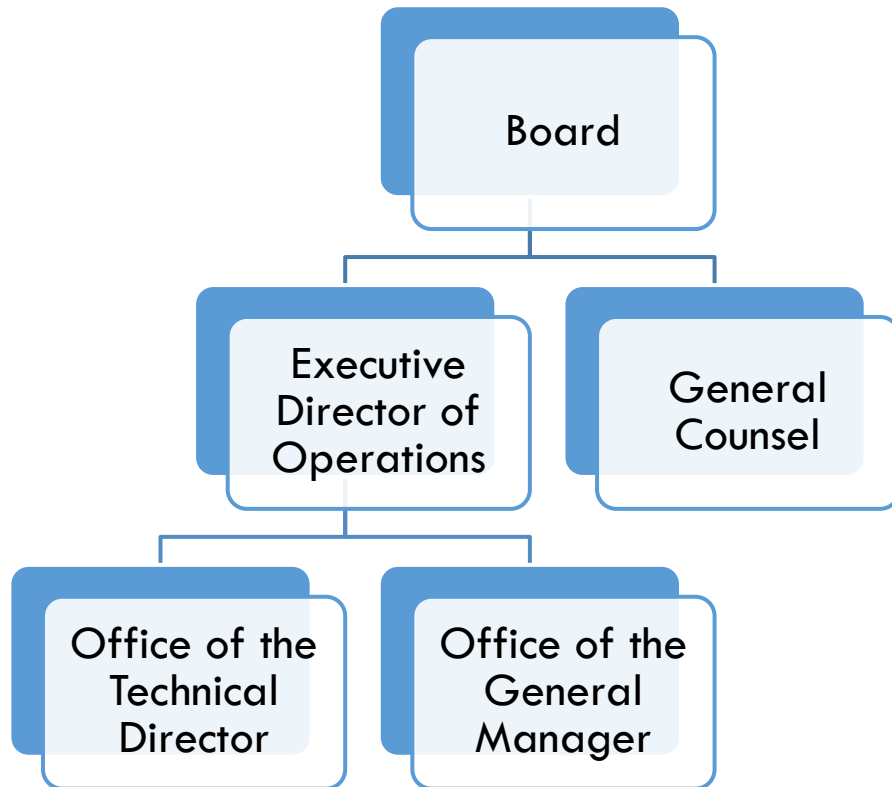 Board
Executive
Director of
Operations
General
Counsel
Office of the
Technical
Director
Office of the
General
Manager